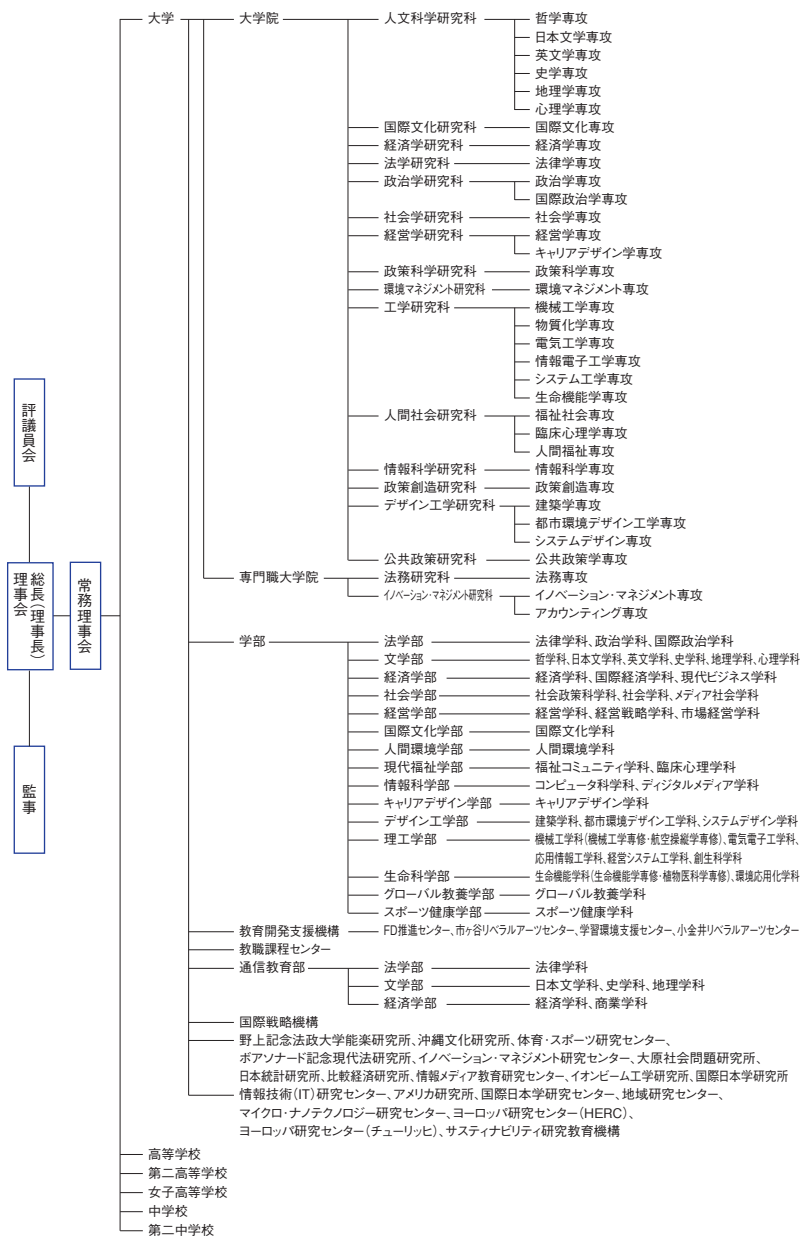 評議員会
総長（理事長）
理事会
監事
常務理事会
大学
大学院
人文科学研究科
哲学専攻
日本文学専攻
英文学専攻
史学専攻
地理学専攻
心理学専攻
国際文化研究科
国際文化専攻
経済学研究科
経済学専攻
法学研究科
法律学専攻
政治学研究科
政治学専攻
国際政治学専攻
社会学研究科
社会学専攻
経営学研究科
経営学専攻
キャリアデザイン学専攻
政策科学研究科
政策科学専攻
環境マネジメント研究科
環境マネジメント専攻
工学研究科
機械工学専攻
物質化学専攻
電気工学専攻
情報電子工学専攻
システム工学専攻
生命機能学専攻
人間社会研究科
福祉社会専攻
臨床心理学専攻
人間福祉専攻
情報科学研究科
情報科学専攻
政策創造研究科
政策創造専攻
デザイン工学研究科
建築学専攻
都市環境デザイン工学専攻
システムデザイン専攻
公共政策研究科
公共政策学専攻
専門職大学院
法務研究科
法務専攻
イノベーション・マネジメント研究科
イノベーション・マネジメント専攻
アカウンティング専攻
学部
法学部
法律学科、政治学科、国際政治学科
文学部
哲学科、日本文学科、英文学科、史学科、地理学科、心理学科
経済学部
経済学科、国際経済学科、現代ビジネス学科
社会学部
社会政策科学科、社会学科、メディア社会学科
経営学部
経営学科、経営戦略学科、市場経営学科
国際文化学部
国際文化学科
人間環境学部
人間環境学科
現代福祉学部
福祉コミュニティ学科、臨床心理学科
情報科学部
コンピュータ科学科、ディジタルメディア学科
キャリアデザイン学部
キャリアデザイン学科
デザイン工学部
建築学科、都市環境デザイン工学科、システムデザイン学科
理工学部
機械工学科（機械工学専修・航空操縦学専修）、電気電子工学科、
応用情報工学科、経営システム工学科、創生科学科
生命科学部
生命機能学科（生命機能学専修・植物医科学専修）、環境応用化学科
グローバル教養学部
グローバル教養学科
スポーツ健康学部
スポーツ健康学科
教育開発支援機構
FD推進センター、市ヶ谷リベラルアーツセンター、学習環境支援センター、小金井リベラルアーツセンター
教職課程センター
通信教育部
法学部
法律学科
文学部
日本文学科、史学科、地理学科
経済学部
経済学科、商業学科
国際戦略機構
野上記念法政大学能楽研究所、沖縄文化研究所、体育・スポーツ研究センター、
ボアソナード記念現代法研究所、イノベーション・マネジメント研究センター、大原社会問題研究所、
日本統計研究所、比較経済研究所、情報メディア教育研究センター、イオンビーム工学研究所、国際日本学研究所
情報技術（IT）研究センター、アメリカ研究所、国際日本学研究センター、地域研究センター、
マイクロ・ナノテクノロジー研究センター、ヨーロッパ研究センター（HERC）、
ヨーロッパ研究センター（チューリッヒ）、サスティナビリティ研究教育機構
高等学校
第二高等学校
女子高等学校
中学校
第二中学校